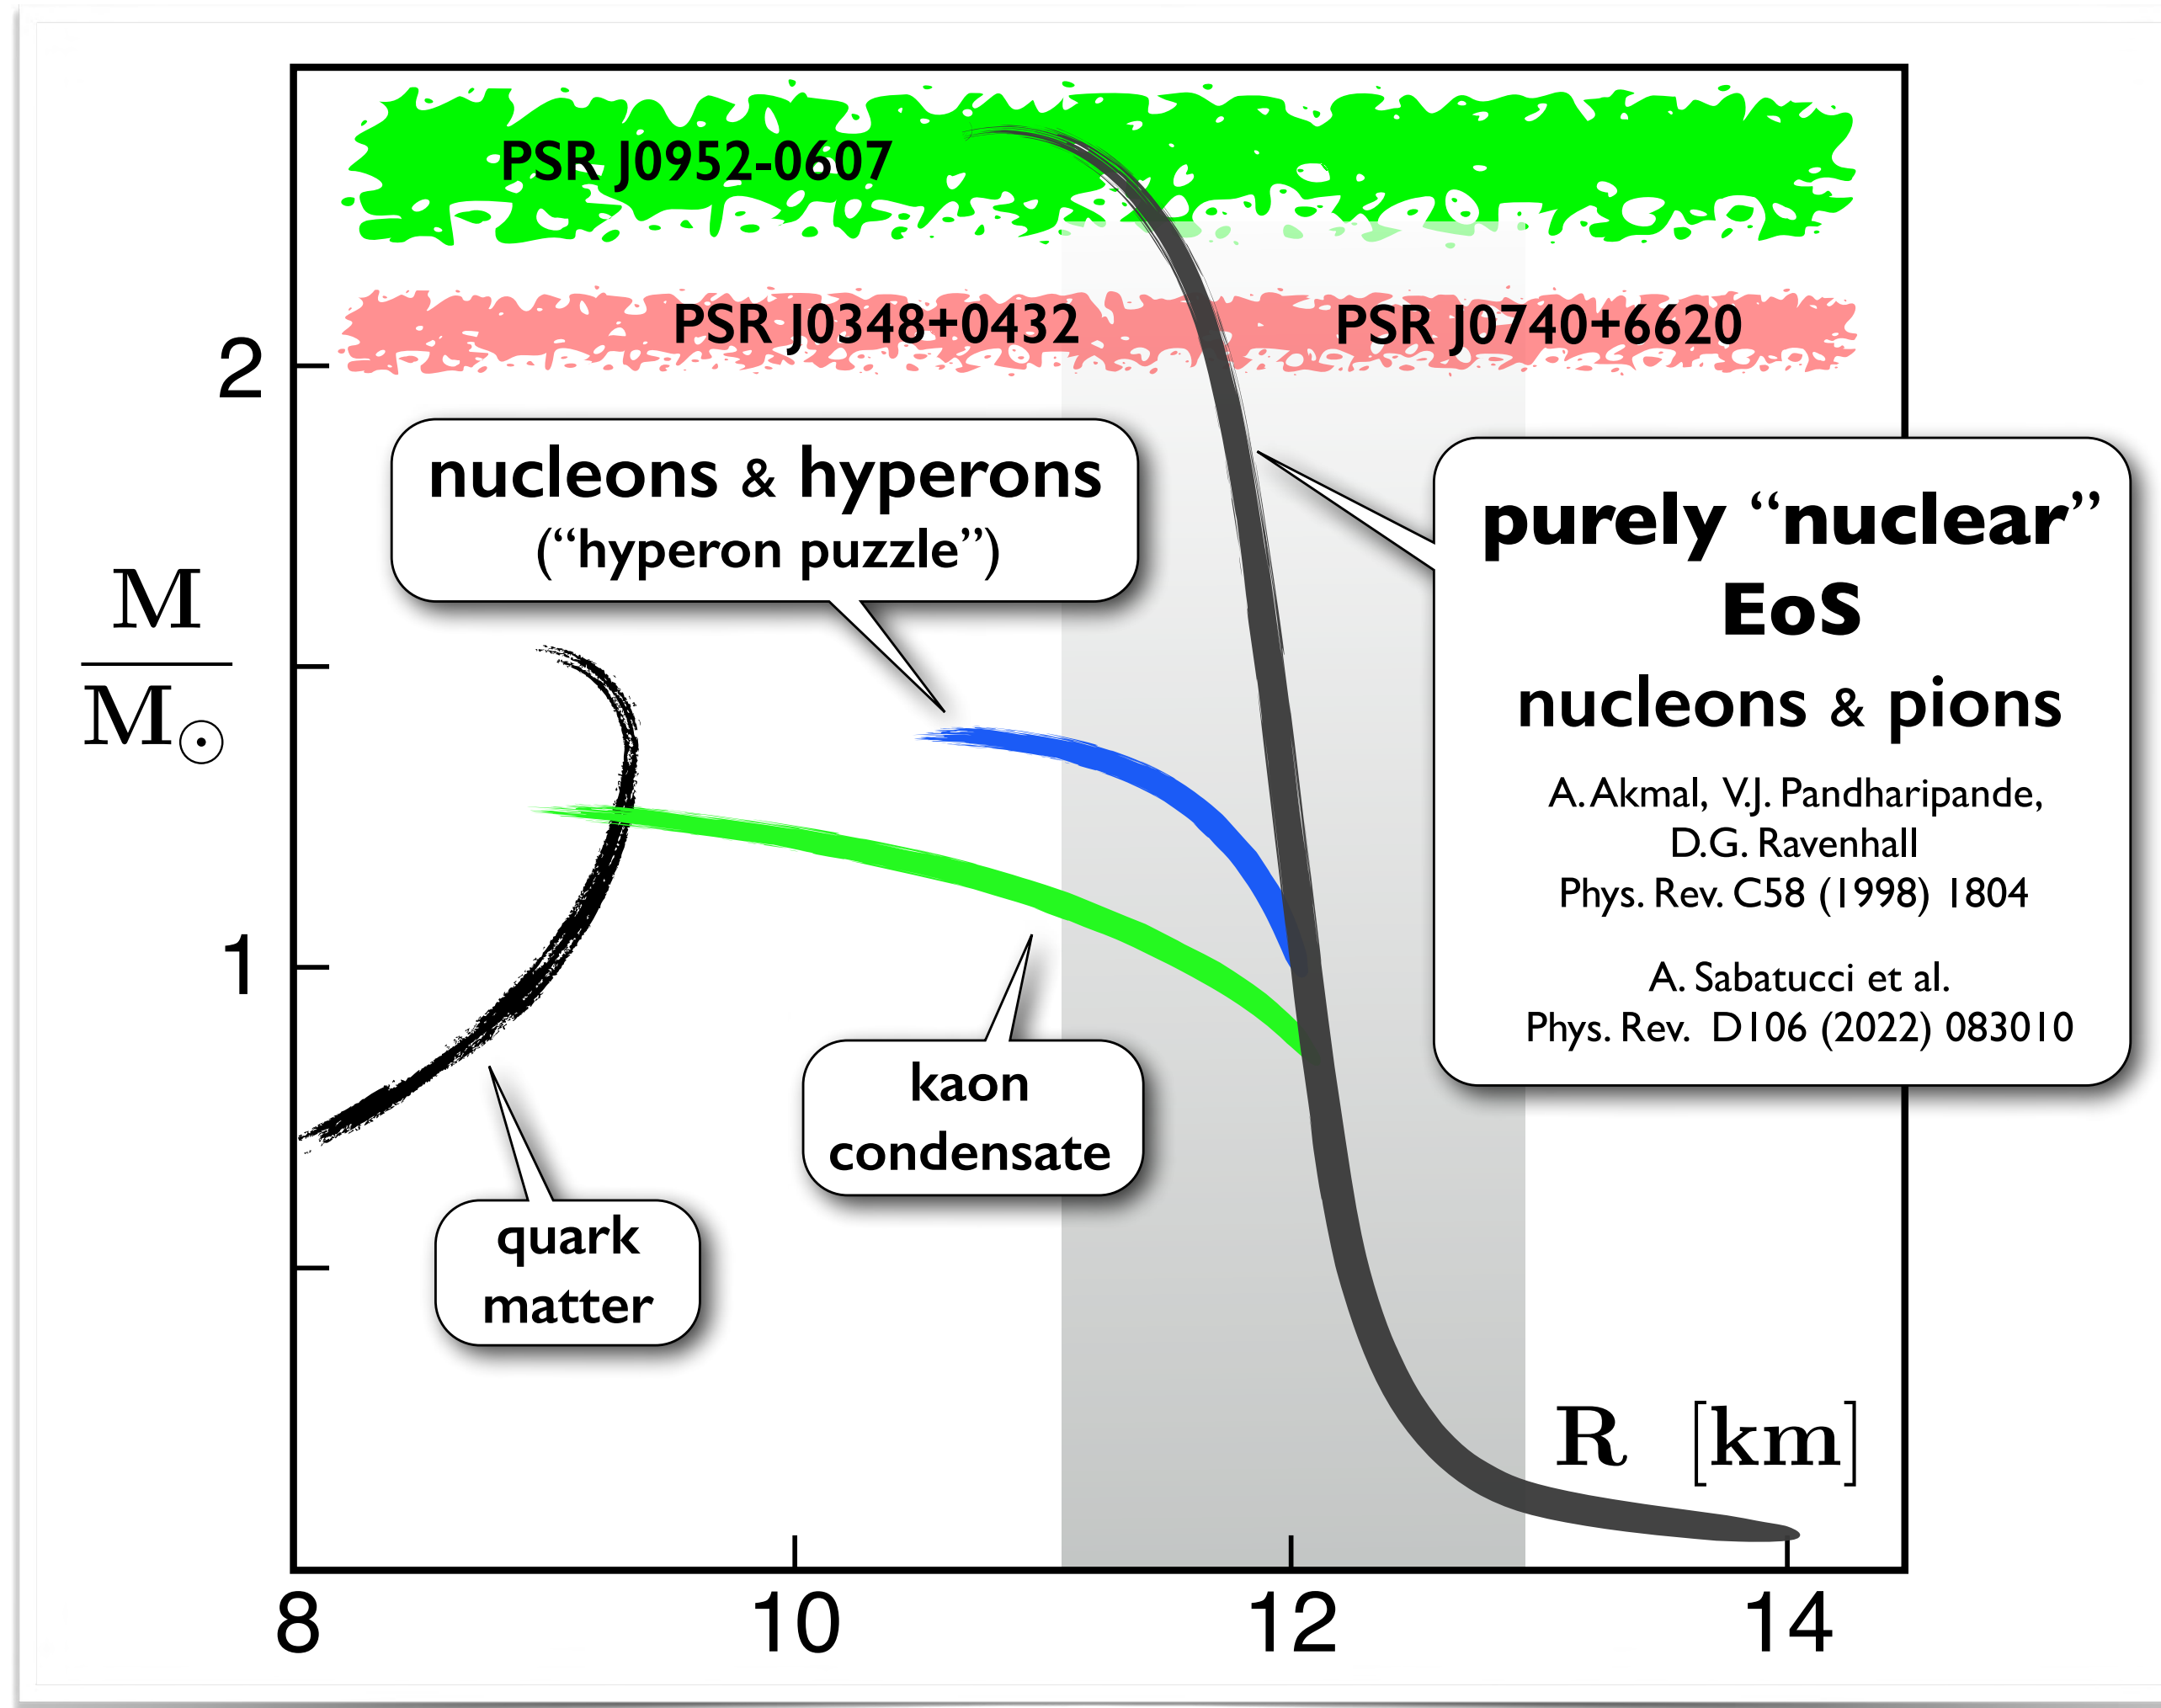 PSR J0952-0607
PSR J0348+0432
PSR J0740+6620
2
nucleons & hyperons
(“hyperon puzzle”)
purely “nuclear”
EoS
nucleons & pions
A. Akmal, V.J. Pandharipande,
D.G. Ravenhall
Phys. Rev. C58 (1998) 1804
A. Sabatucci et al.
Phys. Rev. D106 (2022) 083010
M
M⊙
1
kaon
condensate
quark
matter
R [km]
8
10
12
14